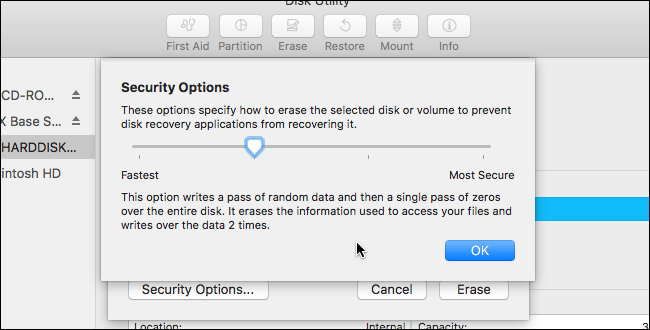 Disk Utility
First Aid Partition Erase Restore Mount Info
CD-RO...
X Base S...
HARDDISK...
intosh HD
Security Options
These options specify how to erase the selected disk or volume to prevent
disk recovery applications from recovering it.
Fastest Most Secure
This option writes a pass of random data and then a single pass of zeros
over the entire disk. It erases the information used to access your files and
writes over the data 2 times.
OK
Security Options... Cancel Erase
Location: Internal Capacity: 3